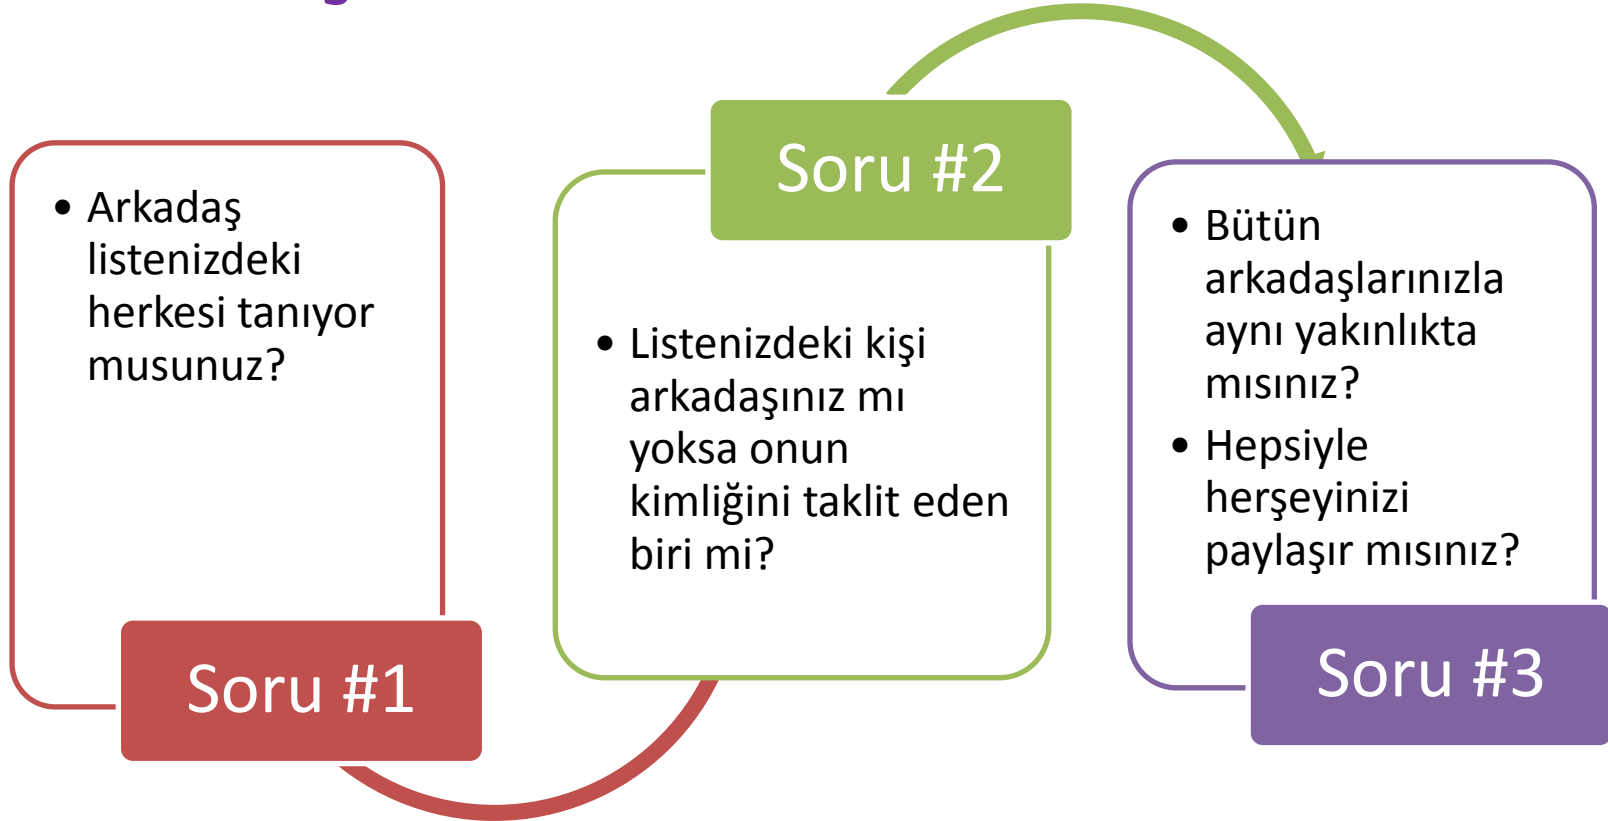 • Arkadaş
listenizdeki
herkesi tanıyor
musunuz?
Soru #1
Soru #2
• Listenizdeki kişi
arkadaşınız mı
yoksa onun
kimliğini taklit eden
biri mi?
• Bütün
arkadaşlarınızla
aynı yakınlıkta
mısınız?
• Hepsiyle
herşeyinizi
paylaşır mısınız?
Soru #3